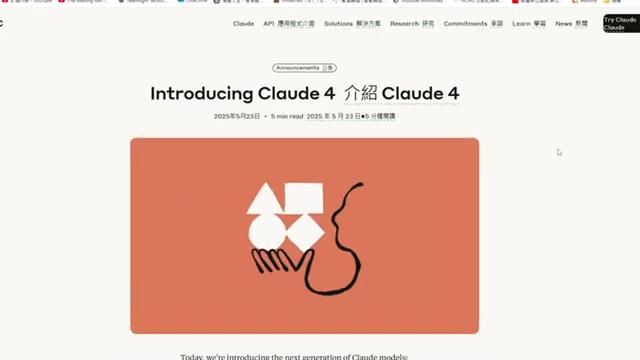 Claude API 應用程式介面 Solutions 解決方案 Research 研究 Commitments 承諾 Learn 學習 News 新聞 Try Claude
Claude
Announcements 公告
Introducing Claude 4 介紹 Claude 4
2025年5月23日 • 5 min read 2025 年 5 月 23 日●5 分鐘閱讀
Today, we're introducing the next generation of Claude models: